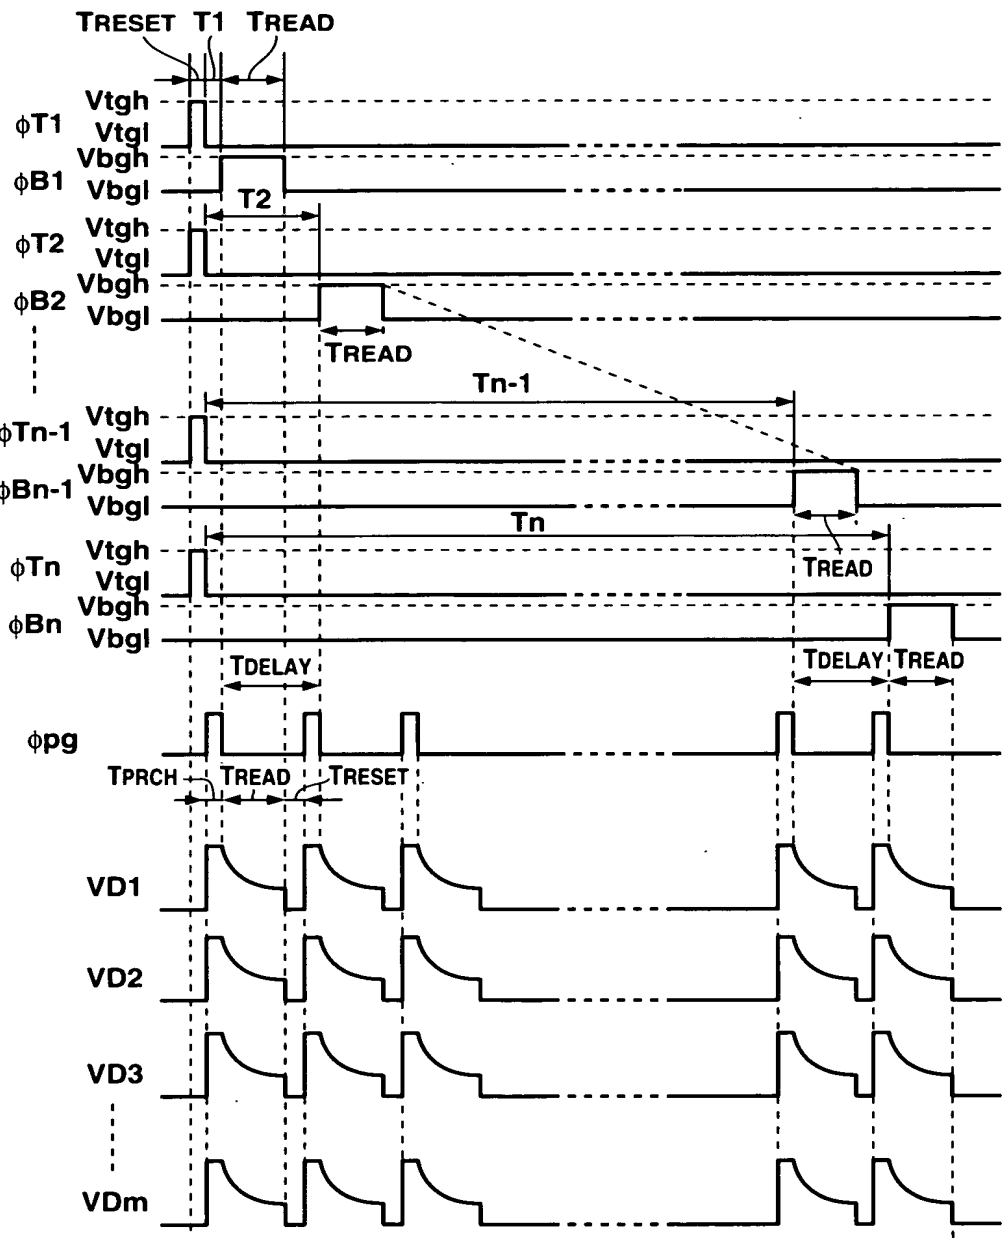 TRESET T1 TREAD
Vtgh
ϕT1
Vtgl
Vbgh
ϕB1
Vbgl
T2
Vtgh
ϕT2
Vtgl
Vbgh
ϕB2
Vbgl
TREAD
Tn-1
Vtgh
ϕTn-1
Vtgl
Vbgh
ϕBn-1
Vbgl
Tn
Vtgh
ϕTn
Vtgl
TREAD
Vbgh
ϕBn
Vbgl
TDELAY TDELAY TREAD
ϕpg
TPRCH TREAD TRESET
VD1
VD2
VD3
VDm